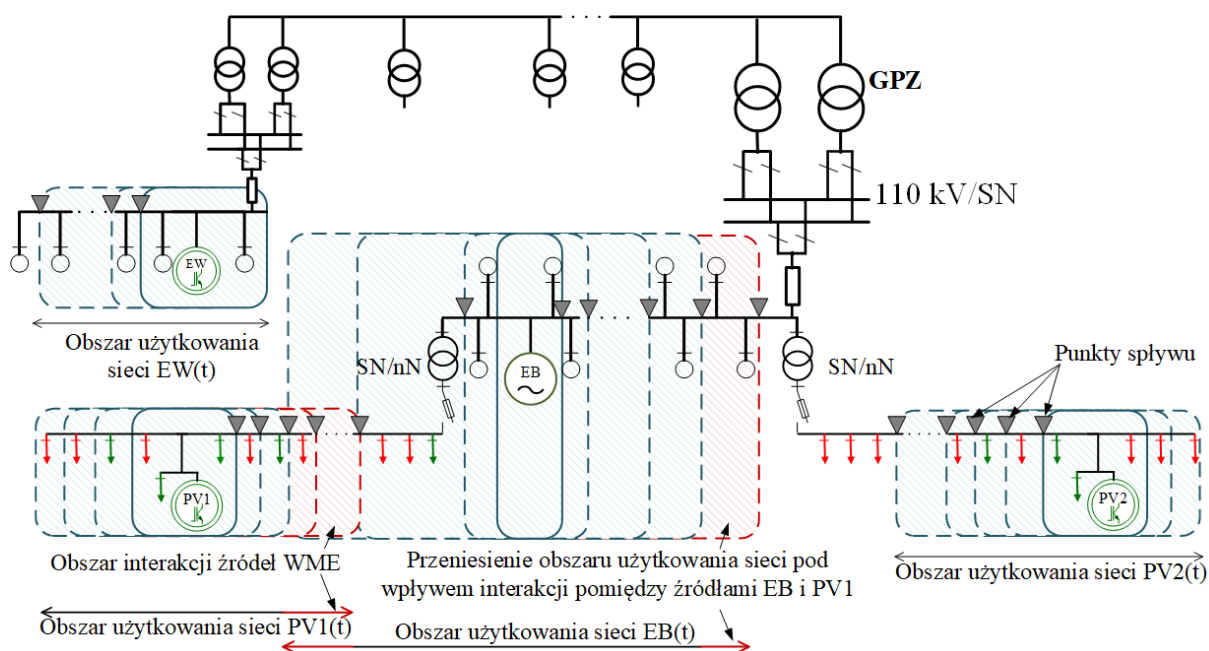 GPZ
110 kV/SN
EW
Obszar użytkowania
sieci EW(t)
SN/nN
EB
SN/nN
Punkty spływu
PV1
PV2
Obszar interakcji źródeł WME
Przeniesienie obszaru użytkowania sieci pod
wpływem interakcji pomiędzy źródłami EB i PV1
Obszar użytkowania sieci PV2(t)
Obszar użytkowania sieci PV1(t)
Obszar użytkowania sieci EB(t)